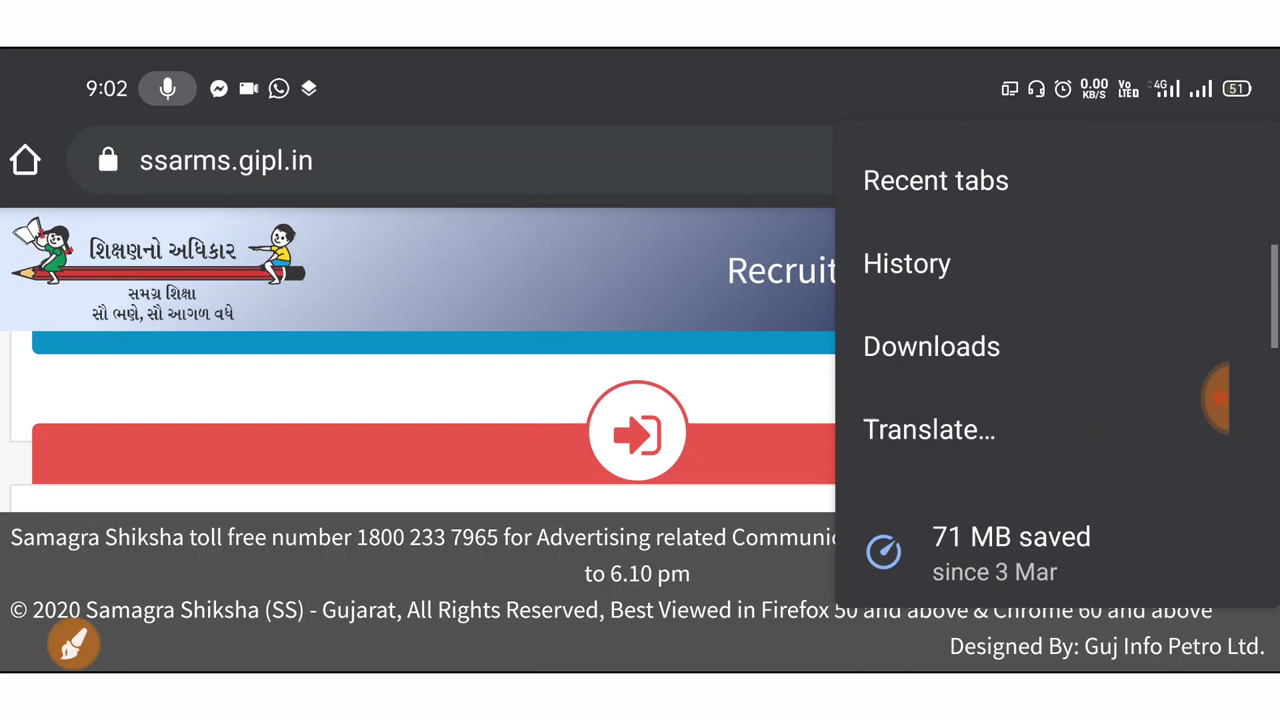 9:02
0.00 KB/S
Vo LTED
4G
51
ssarms.gipl.in
શિક્ષણનો અધિકાર
સમગ્ર શિક્ષા
સૌ ભણે, સૌ આગળ વધે
Recruit
Recent tabs
History
Downloads
Translate...
71 MB saved
since 3 Mar
Samagra Shiksha toll free number 1800 233 7965 for Advertising related Communic
to 6.10 pm
© 2020 Samagra Shiksha (SS) - Gujarat, All Rights Reserved, Best Viewed in Firefox 50 and above & Chrome 60 and above
Designed By: Guj Info Petro Ltd.